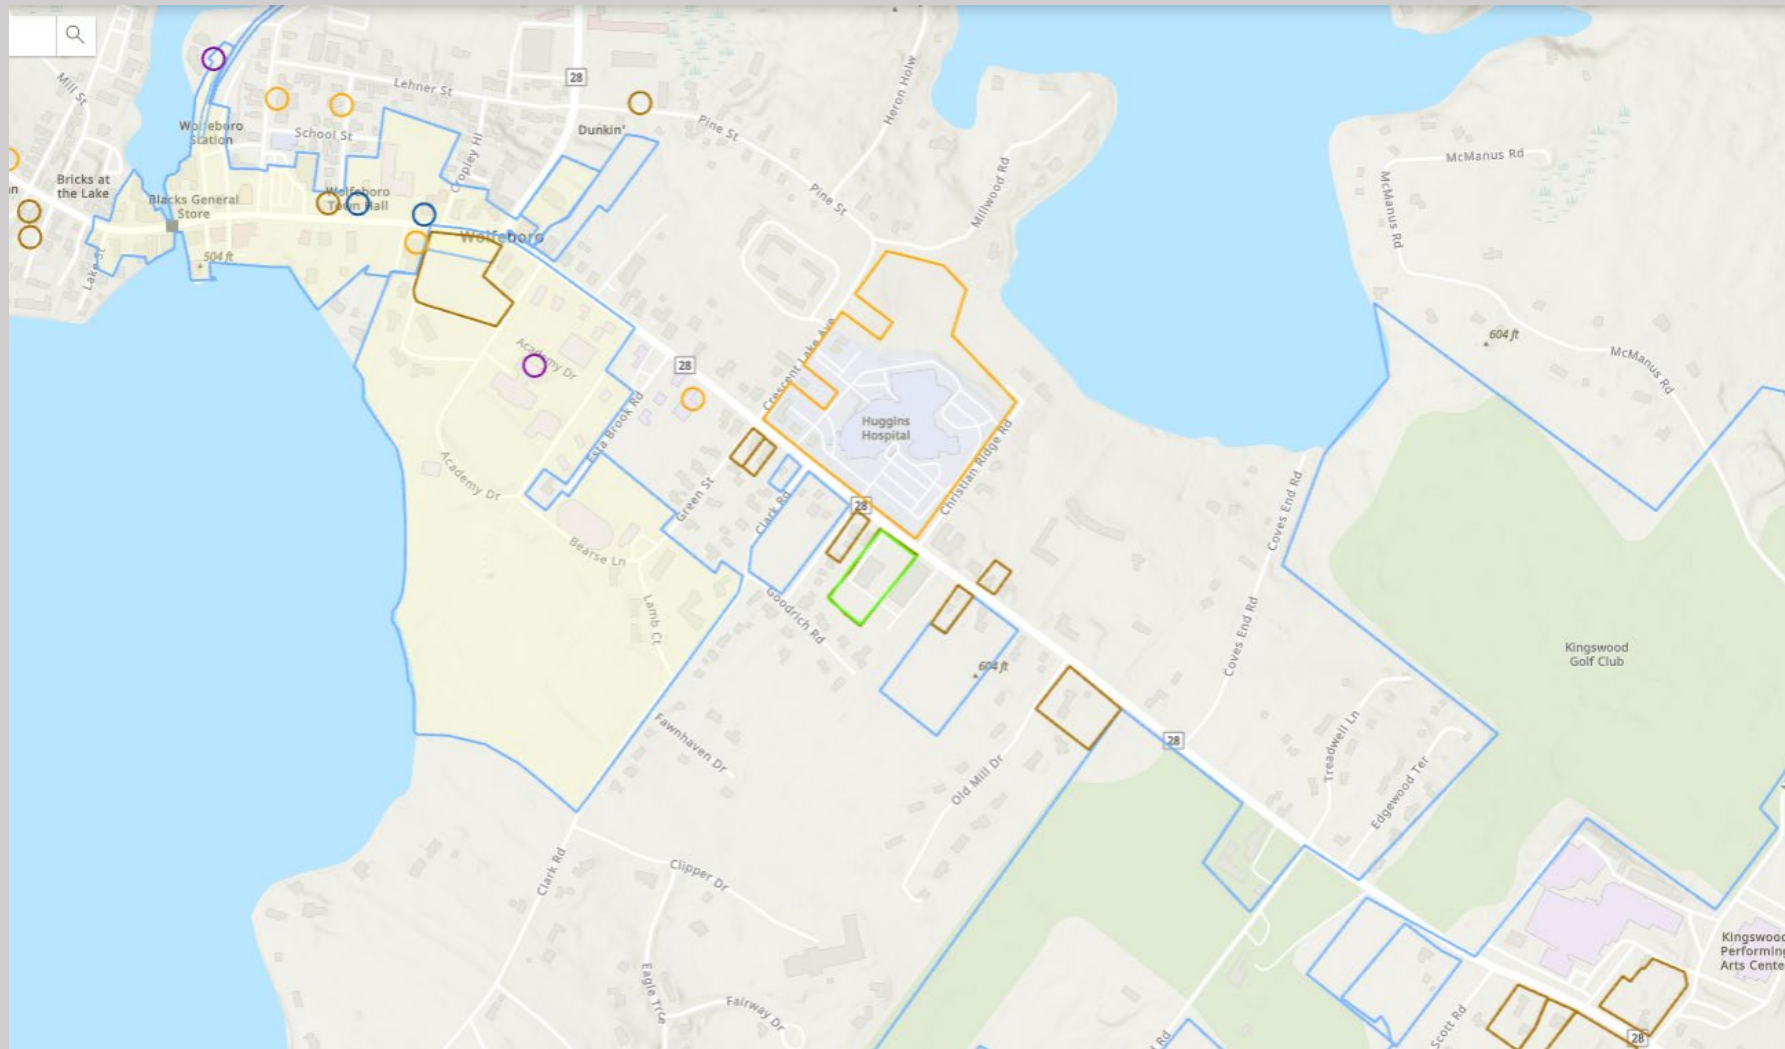 Mill St
Lehner St
28
Heron Holw
Wolfeboro
Station
School St
Dunkin'
Pine St
Cropley Hl
Bricks at
the Lake
Blacks General
Store
Wolfeboro
Town Hall
Pine St
Millwood Rd
McManus Rd
McManus Rd
Wolfeboro
Lake St
504 ft
604 ft
McManus Rd
Academy Dr
28
Crescent Lake Ave
Esta Brook Rd
Huggins
Hospital
Christian Ridge Rd
Academy Dr
Green St
Clark Rd
28
Coves End Rd
Bearse Ln
Lamb Ct
Goodrich Rd
Coves End Rd
604 ft
Kingswood
Golf Club
Fawnhaven Dr
28
Old Mill Dr
Treadwell Ln
Edgewood Ter
Clark Rd
Clipper Dr
Kingswood
Performing
Arts Cente
Eagle Trce
Fairway Dr
Scott Rd
Rd
28